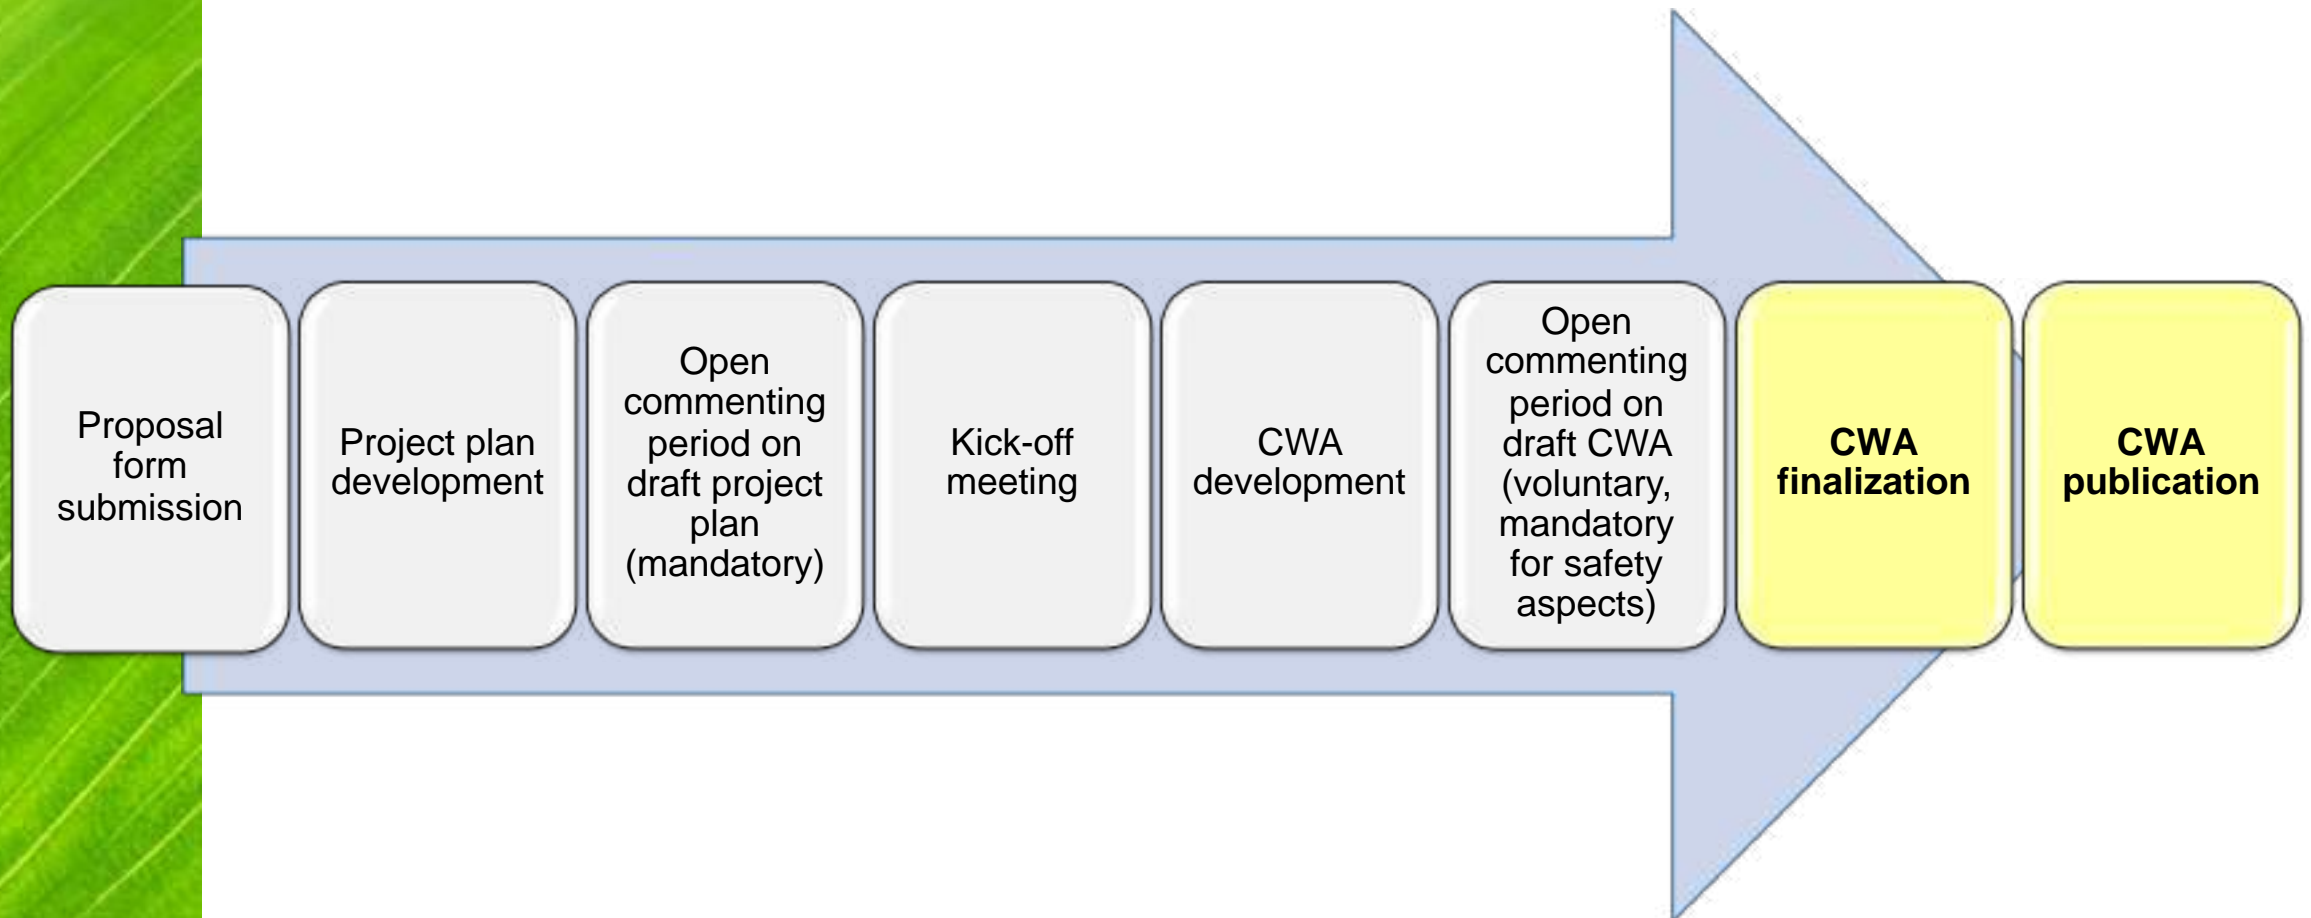 Proposal
form
submission
Project plan
development
Open
commenting
period on
draft project
plan
(mandatory)
Kick-off
meeting
CWA
development
Open
commenting
period on
draft CWA
(voluntary,
mandatory
for safety
aspects)
CWA
finalization
CWA
publication